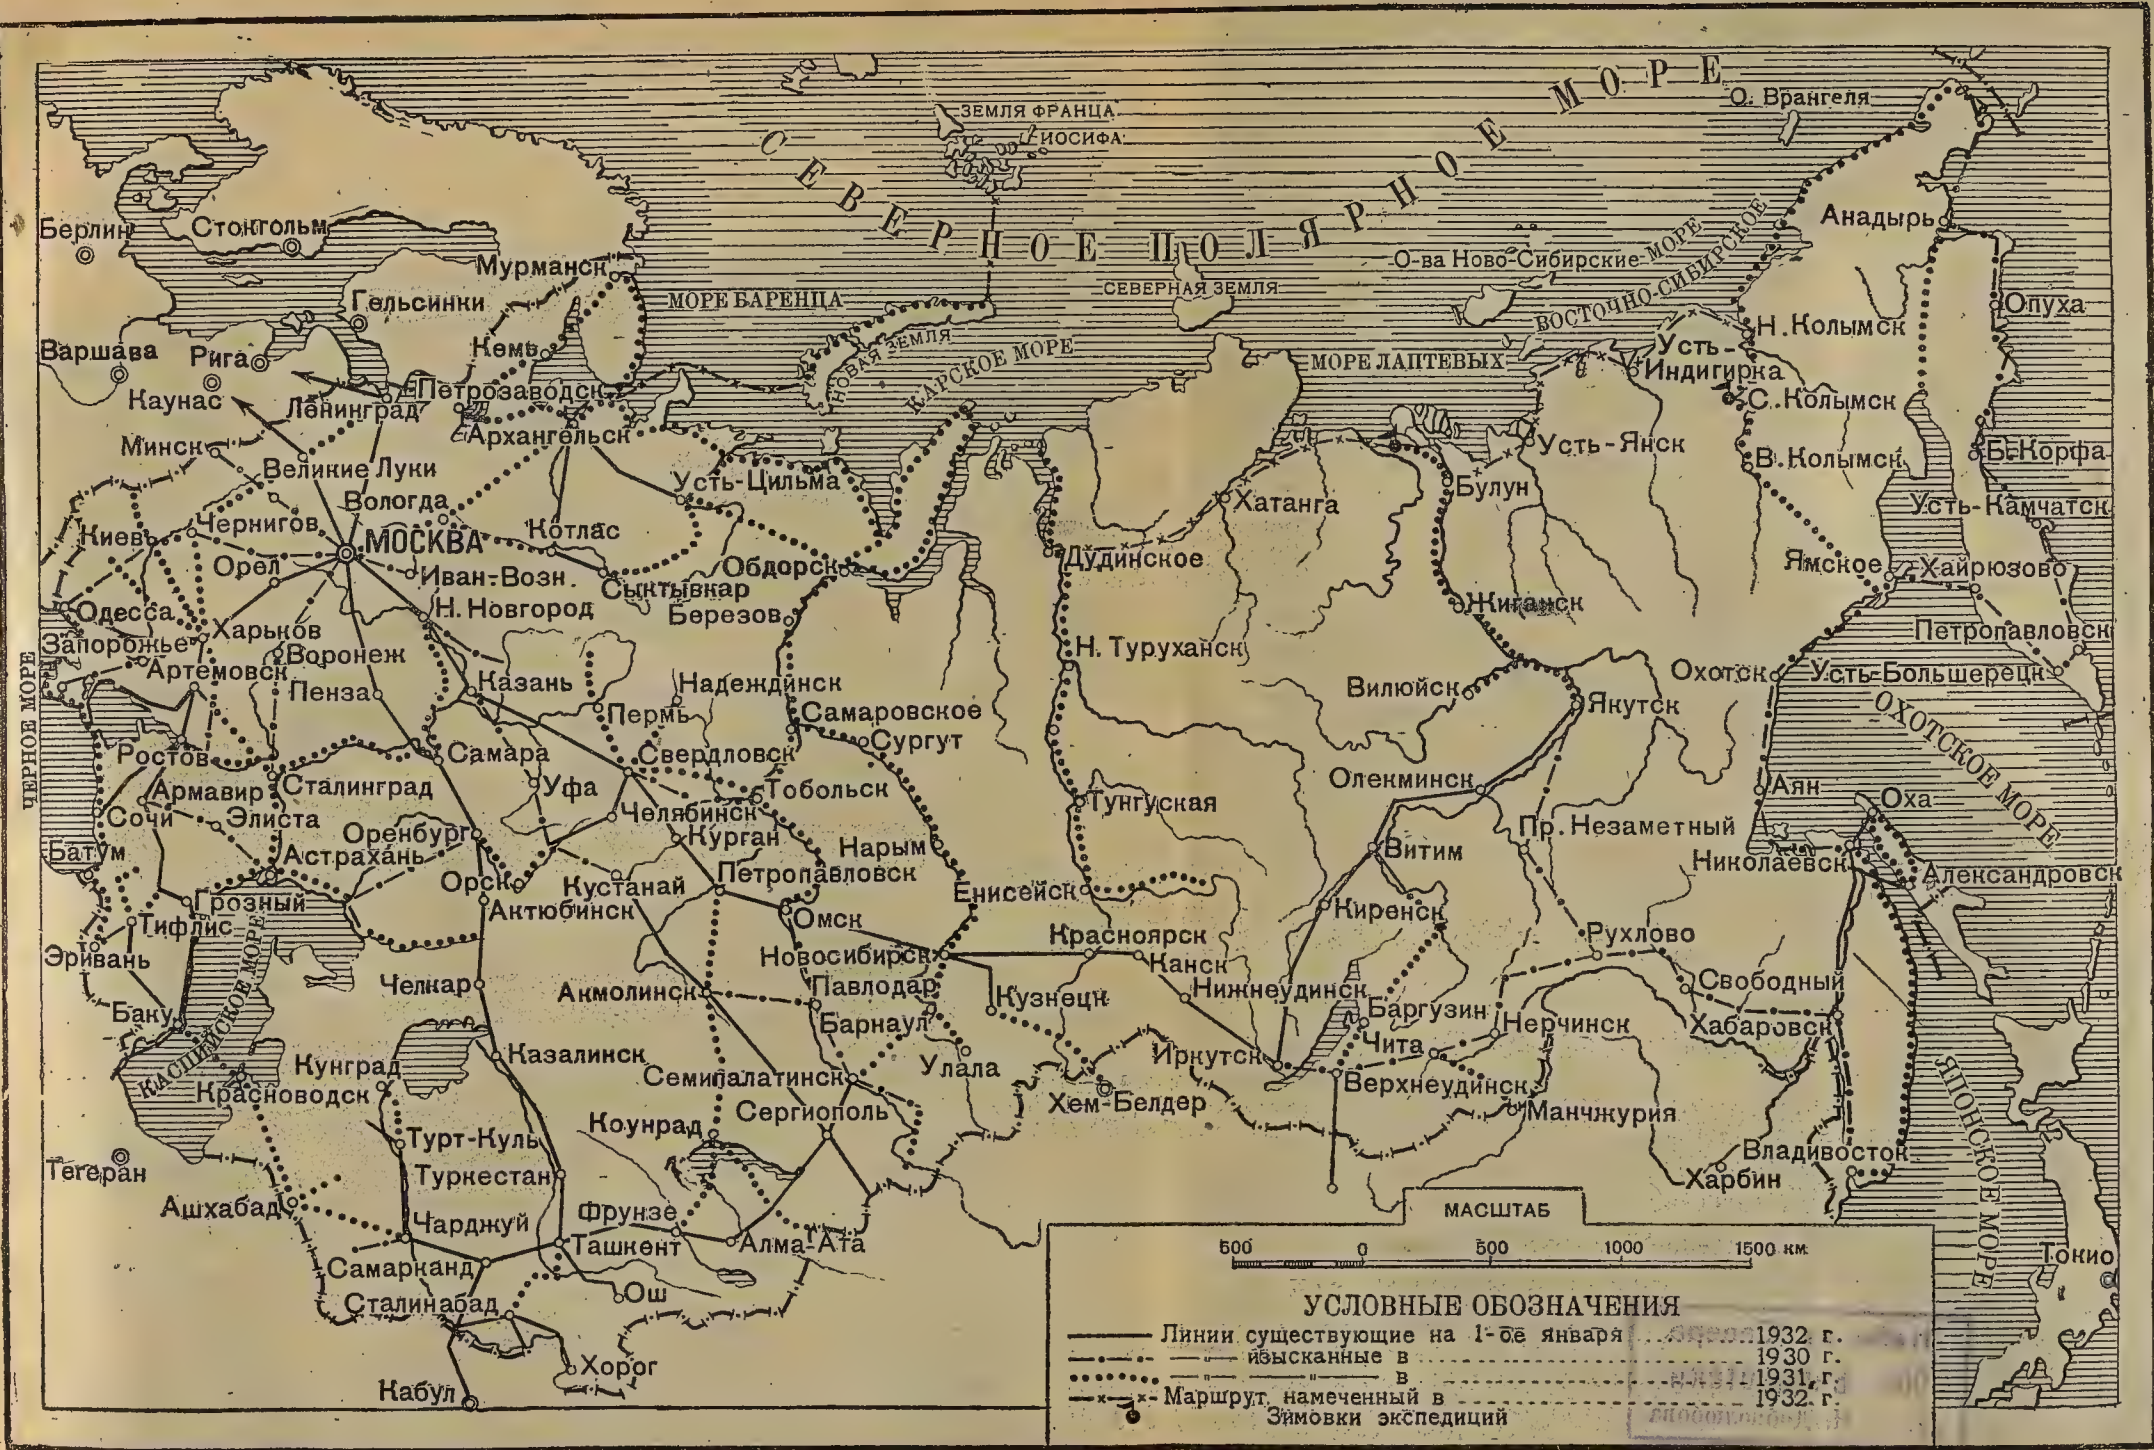 СЕВЕРНОЕ ПОЛЯРНОЕ МОРЕ
ЗЕМЛЯ ФРАНЦА
ИОСИФА
О. Врангеля
Берлин
Стокгольм
Анадырь
Мурманск
О-ва Ново-Сибирские
ВОСТОЧНО-СИБИРСКОЕ МОРЕ
СЕВЕРНАЯ ЗЕМЛЯ
МОРЕ БАРЕНЦА
Гельсинки
Опуха
Н. Колымск
НОВАЯ ЗЕМЛЯ
КАРСКОЕ МОРЕ
МОРЕ ЛАПТЕВЫХ
Варшава
Рига
Кемь
Усть-
Индигирка
Каунас
Ленинград
Петрозаводск
С. Колымск
Архангельск
Минск
Усть-Янск
Б. Корфа
Великие Луки
В. Колымск
Усть-Цильма
Булун
Вологда
Хатанга
Усть-Камчатск
Чернигов
Киев
МОСКВА
Котлас
Дудинское
Ямское
Хайрюзово
Орел
Иван-Возн.
Обдорск
Сыктывкар
Одесса
Н. Новгород
Березов
Жиганск
Харьков
Петропавловск
Запорожье
Воронеж
Н. Туруханск
Артемовск
Охотск
Усть-Большерецк
Пенза
Казань
Надеждинск
Вилюйск
Якутск
ЧЕРНОЕ МОРЕ
Пермь
Самаровское
ОХОТСКОЕ МОРЕ
Сургут
Ростов
Самара
Свердловск
Олекминск
Сталинград
Уфа
Тобольск
Аян
Армавир
Тунгуская
Оха
Сочи
Элиста
Челябинск
Оренбург
Курган
Пр. Незаметный
Батум
Астрахань
Нарым
Витим
Николаевск
Орск
Кустанай
Петропавловск
Енисейск
Александровск
Грозный
Актюбинск
Омск
Киренск
Тифлис
Красноярск
Рухлово
Эривань
Новосибирск
Канск
Челкар
Акмолинск
Павлодар
Кузнецк
Нижнеудинск
Свободный
Баку
КАСПИЙСКОЕ МОРЕ
Барнаул
Баргузин
Нерчинск
Хабаровск
Казалинск
Чита
Иркутск
Кунград
Семипалатинск
Улала
Верхнеудинск
Красноводск
Сергиополь
Хем-Белдер
Манчжурия
Коунрад
ЯПОНСКОЕ МОРЕ
Турт-Куль
Владивосток
Тегеран
Туркестан
Харбин
Ашхабад
Чарджуй
Фрунзе
Ташкент
Алма-Ата
Токио
Самарканд
Ош
Сталинабад
Хорог
Кабул
МАСШТАБ
500 0 500 1000 1500 км.
УСЛОВНЫЕ ОБОЗНАЧЕНИЯ
Линии существующие на 1-ое января 1932 г.
—"— изысканные в 1930 г.
—"— —"— в 1931 г.
Маршрут намеченный в 1932 г.
Зимовки экспедиций